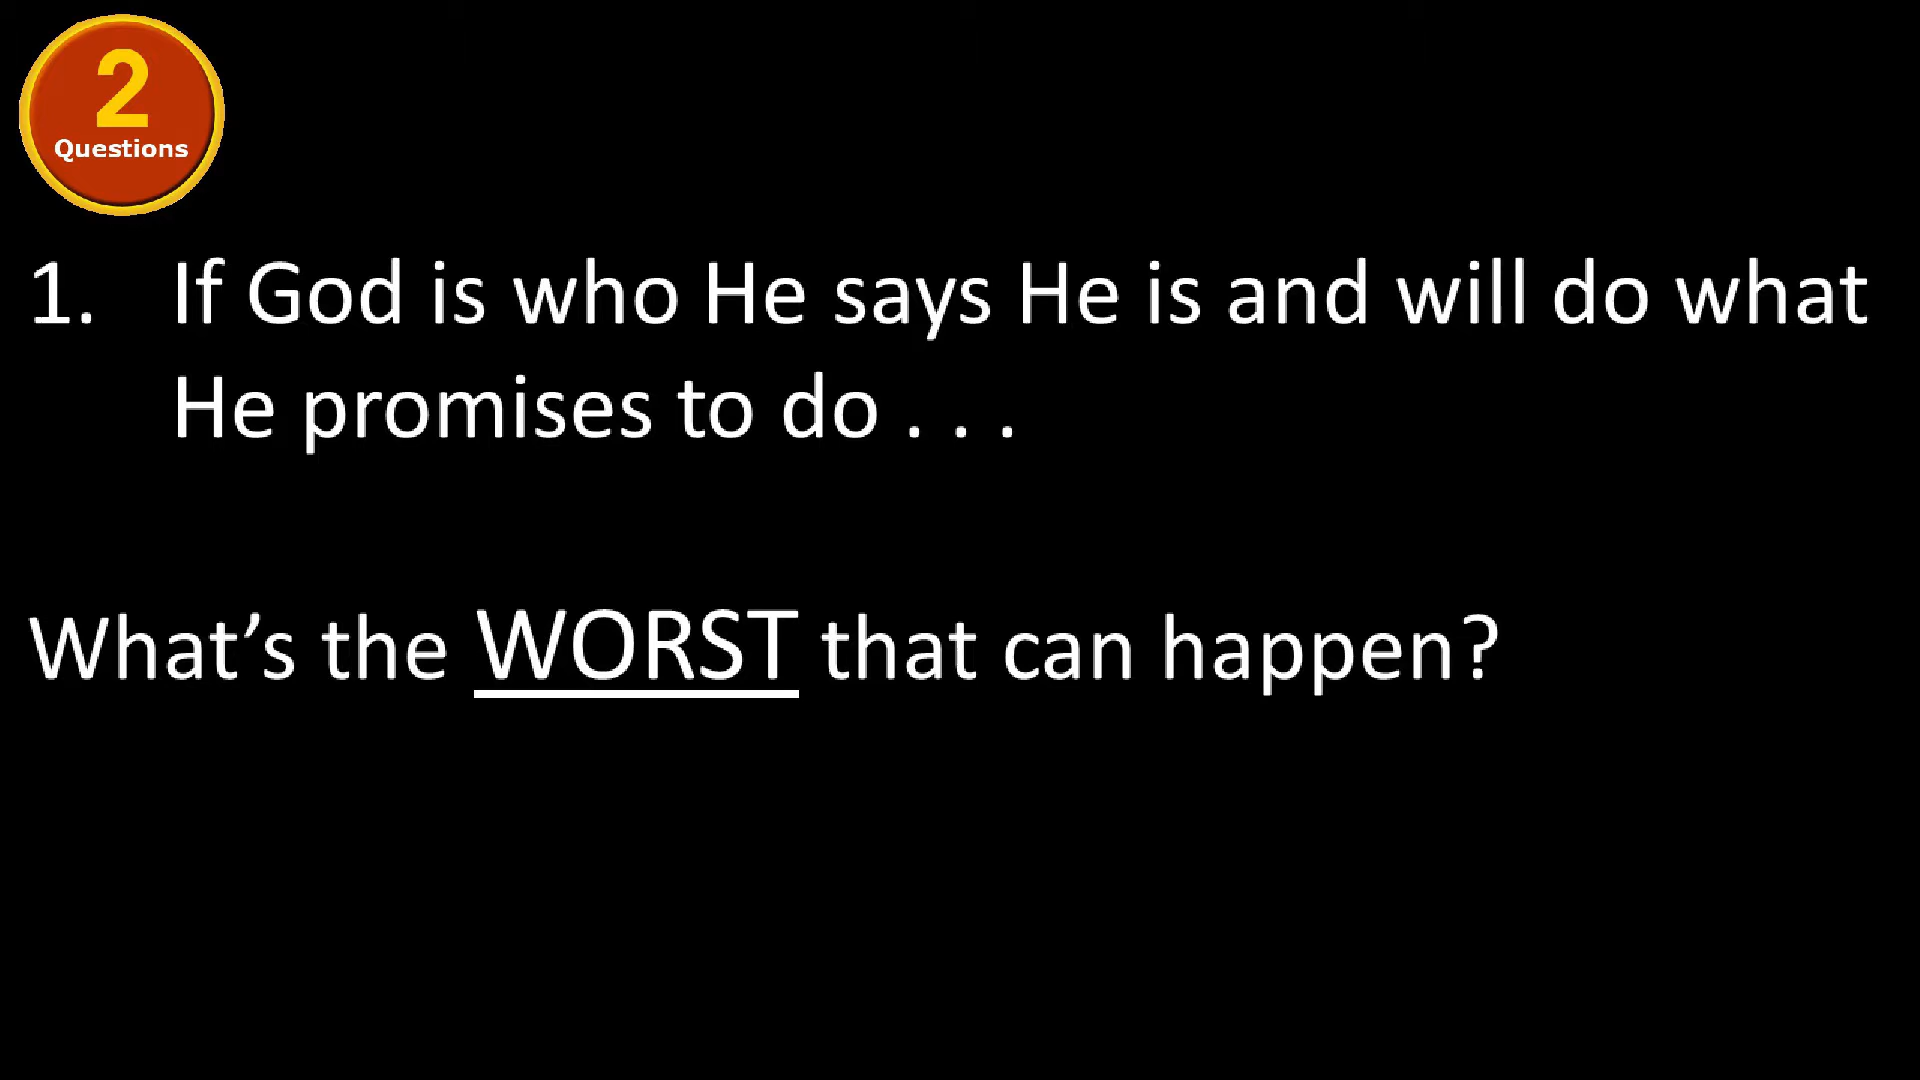 2
Questions
1. If God is who He says He is and will do what
He promises to do . . .
What’s the WORST that can happen?